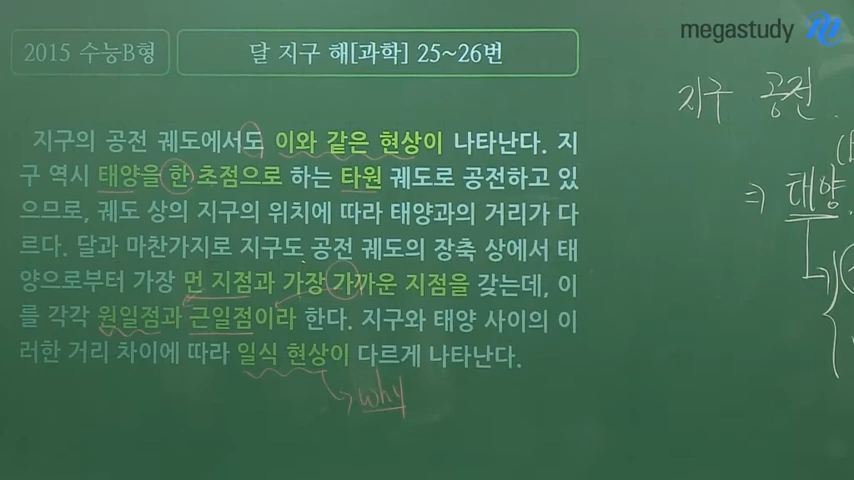 megastudy
2015 수능B형
달 지구 해[과학] 25~26번
지구의 공전 궤도에서도 이와 같은 현상이 나타난다. 지
구 역시 태양을 한 초점으로 하는 타원 궤도로 공전하고 있
으므로, 궤도 상의 지구의 위치에 따라 태양과의 거리가 다
르다. 달과 마찬가지로 지구도 공전 궤도의 장축 상에서 태
양으로부터 가장 먼 지점과 가장 가까운 지점을 갖는데, 이
를 각각 원일점과 근일점이라 한다. 지구와 태양 사이의 이
러한 거리 차이에 따라 일식 현상이 다르게 나타난다.
why
지구 공전.
⇒ 태양.